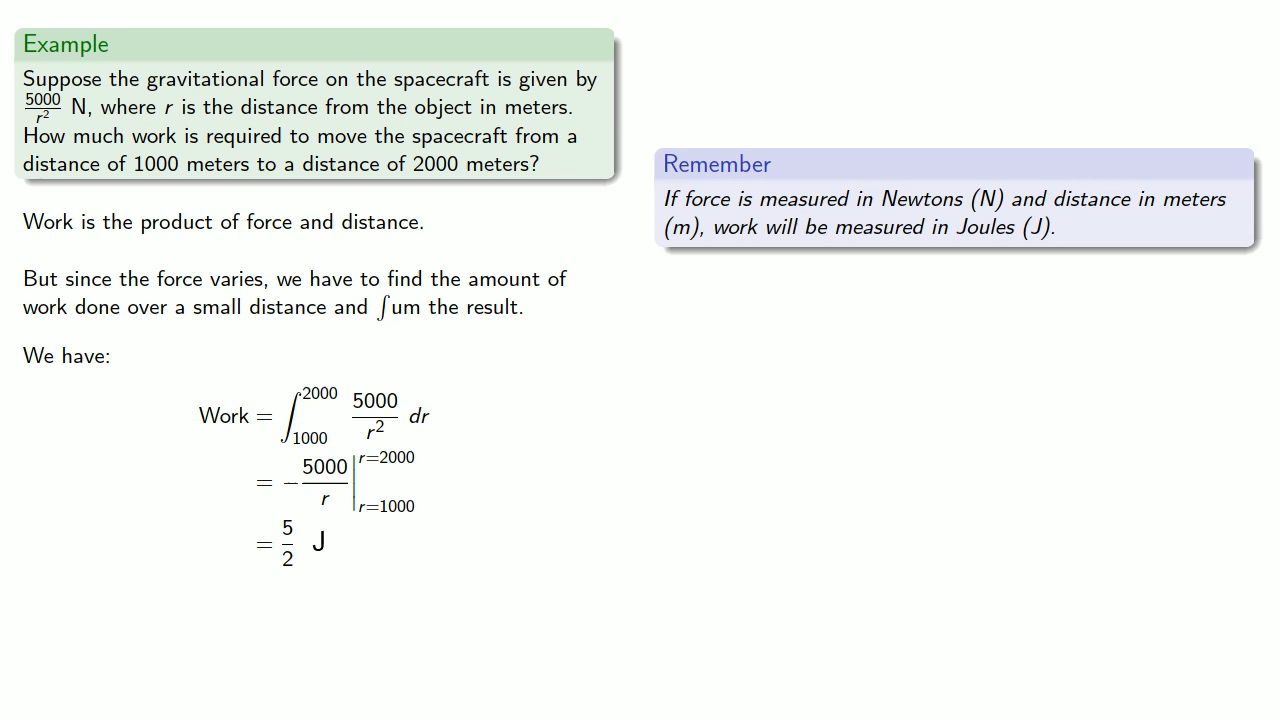 Example
Suppose the gravitational force on the spacecraft is given by
5000/r² N, where r is the distance from the object in meters.
How much work is required to move the spacecraft from a
distance of 1000 meters to a distance of 2000 meters?
Remember
If force is measured in Newtons (N) and distance in meters
(m), work will be measured in Joules (J).
Work is the product of force and distance.
But since the force varies, we have to find the amount of
work done over a small distance and ∫um the result.
We have:
Work = ∫_{1000}^{2000} 5000/r² dr
= −5000/r |_{r=1000}^{r=2000}
= 5/2 J